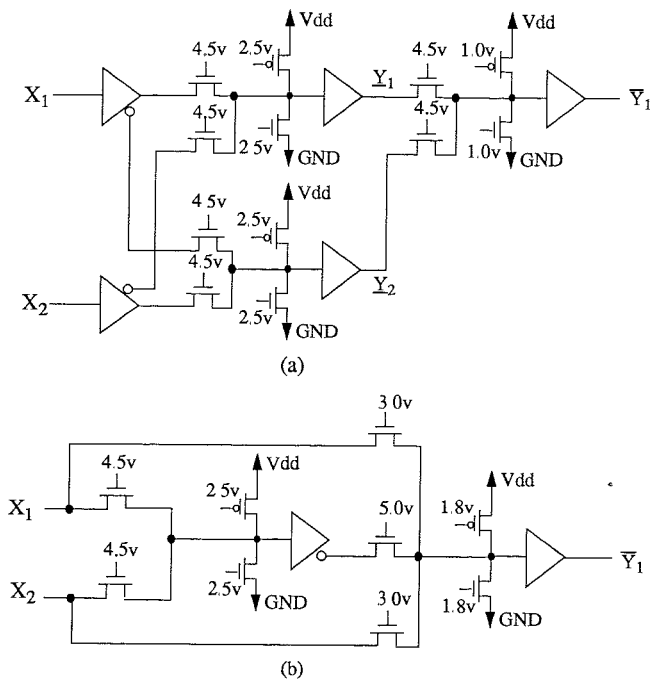 Vdd
Vdd
4.5v
2.5v
4.5v
1.0v
X1
Y1
Y̅1
4.5v
4.5v
2 5v
GND
1.0v
GND
4 5v
2.5v
Vdd
4.5v
X2
Y2
2.5v
GND
(a)
3 0v
4.5v
Vdd
Vdd
X1
2 5v
5.0v
1.8v
4.5v
Y̅1
X2
2.5v
GND
3 0v
1.8v
GND
(b)